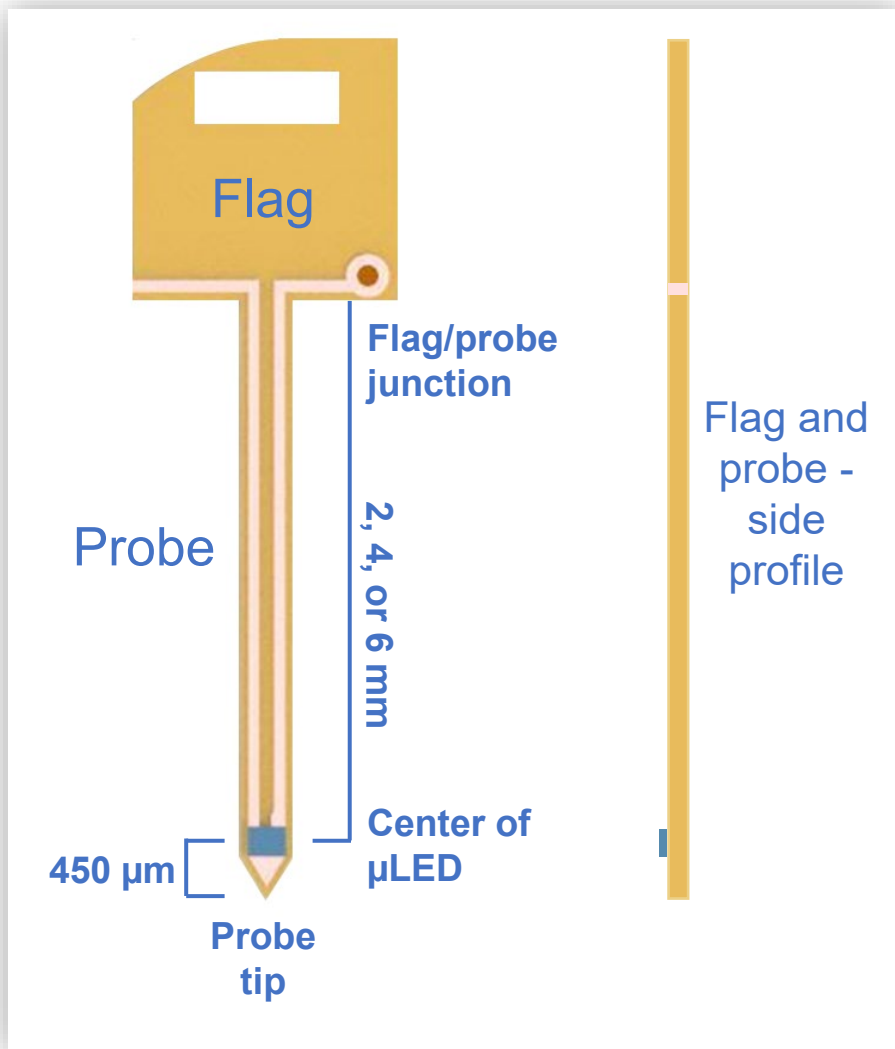 Flag
Flag/probe
junction
Flag and
probe -
side
profile
Probe
2, 4, or 6 mm
Center of
µLED
450 µm
Probe
tip